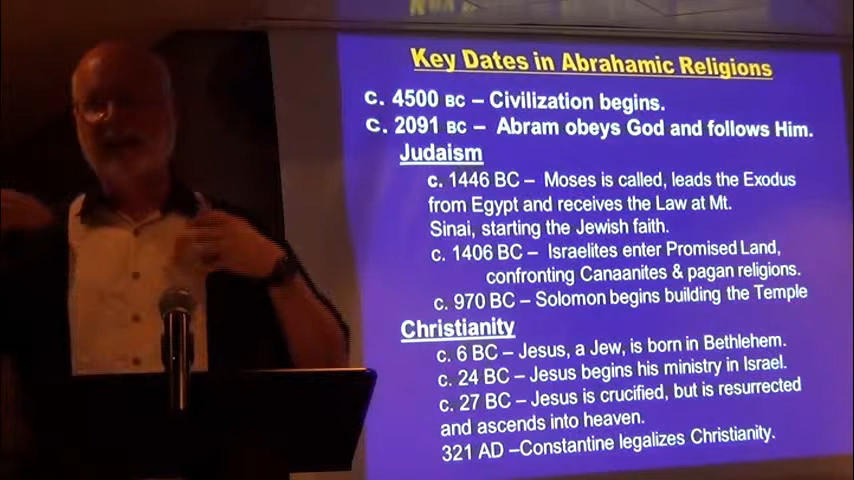 Key Dates in Abrahamic Religions
c. 4500 BC – Civilization begins.
c. 2091 BC – Abram obeys God and follows Him.
Judaism
c. 1446 BC – Moses is called, leads the Exodus
from Egypt and receives the Law at Mt.
Sinai, starting the Jewish faith.
c. 1406 BC – Israelites enter Promised Land,
confronting Canaanites & pagan religions.
c. 970 BC – Solomon begins building the Temple
Christianity
c. 6 BC – Jesus, a Jew, is born in Bethlehem.
c. 24 BC – Jesus begins his ministry in Israel.
c. 27 BC – Jesus is crucified, but is resurrected
and ascends into heaven.
321 AD –Constantine legalizes Christianity.